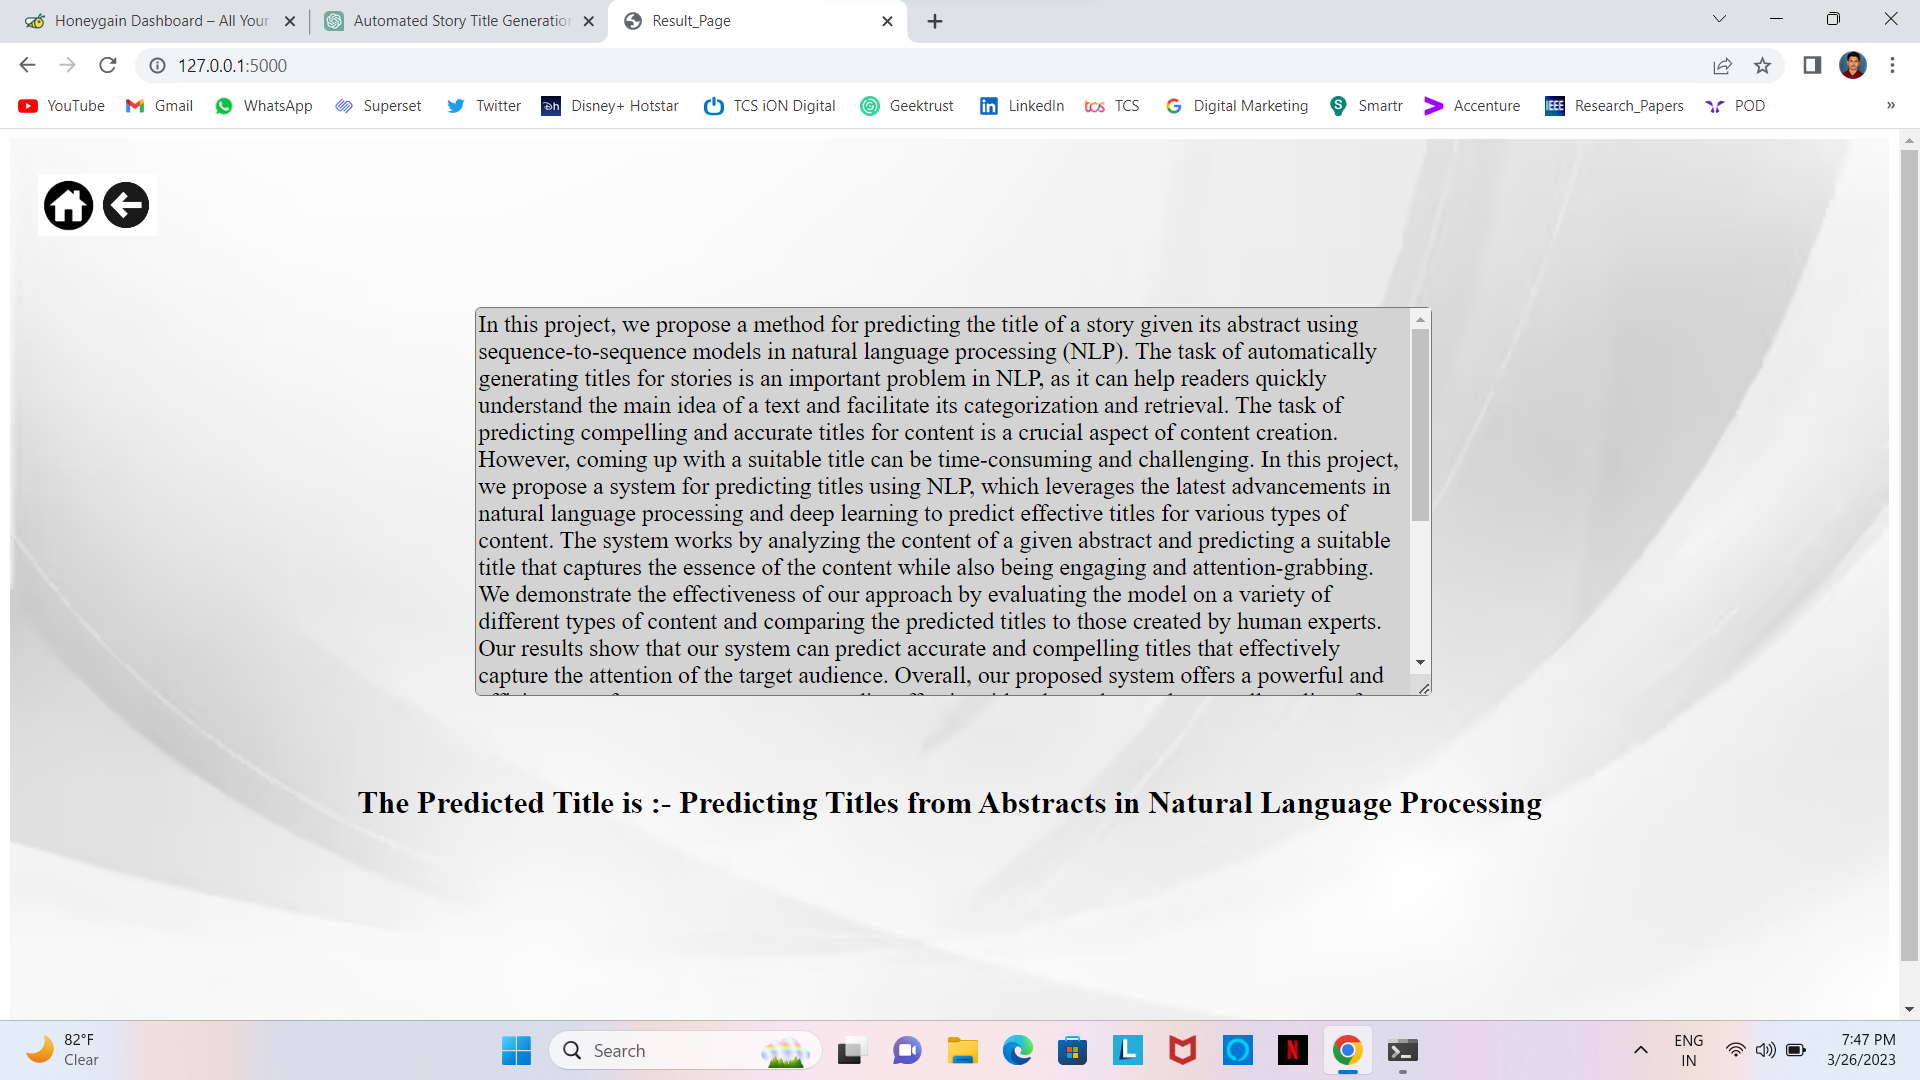 Honeygain Dashboard – All Your
Automated Story Title Generation
Result_Page
127.0.0.1:5000
YouTube
Gmail
WhatsApp
Superset
Twitter
Disney+ Hotstar
TCS iON Digital
Geektrust
LinkedIn
tcs TCS
Digital Marketing
Smartr
Accenture
IEEE Research_Papers
POD
»
In this project, we propose a method for predicting the title of a story given its abstract using
sequence-to-sequence models in natural language processing (NLP). The task of automatically
generating titles for stories is an important problem in NLP, as it can help readers quickly
understand the main idea of a text and facilitate its categorization and retrieval. The task of
predicting compelling and accurate titles for content is a crucial aspect of content creation.
However, coming up with a suitable title can be time-consuming and challenging. In this project,
we propose a system for predicting titles using NLP, which leverages the latest advancements in
natural language processing and deep learning to predict effective titles for various types of
content. The system works by analyzing the content of a given abstract and predicting a suitable
title that captures the essence of the content while also being engaging and attention-grabbing.
We demonstrate the effectiveness of our approach by evaluating the model on a variety of
different types of content and comparing the predicted titles to those created by human experts.
Our results show that our system can predict accurate and compelling titles that effectively
capture the attention of the target audience. Overall, our proposed system offers a powerful and
The Predicted Title is :- Predicting Titles from Abstracts in Natural Language Processing
82°F
Clear
Search
ENG
IN
7:47 PM
3/26/2023